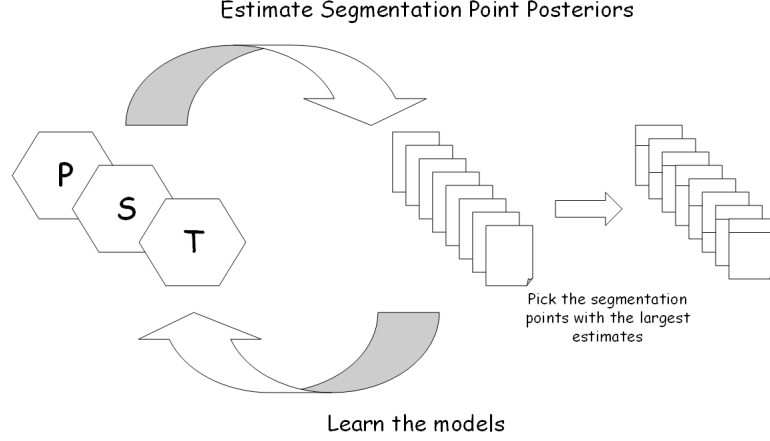 Estimate Segmentation Point Posteriors
P
S
T
Pick the segmentation
points with the largest
estimates
Learn the models